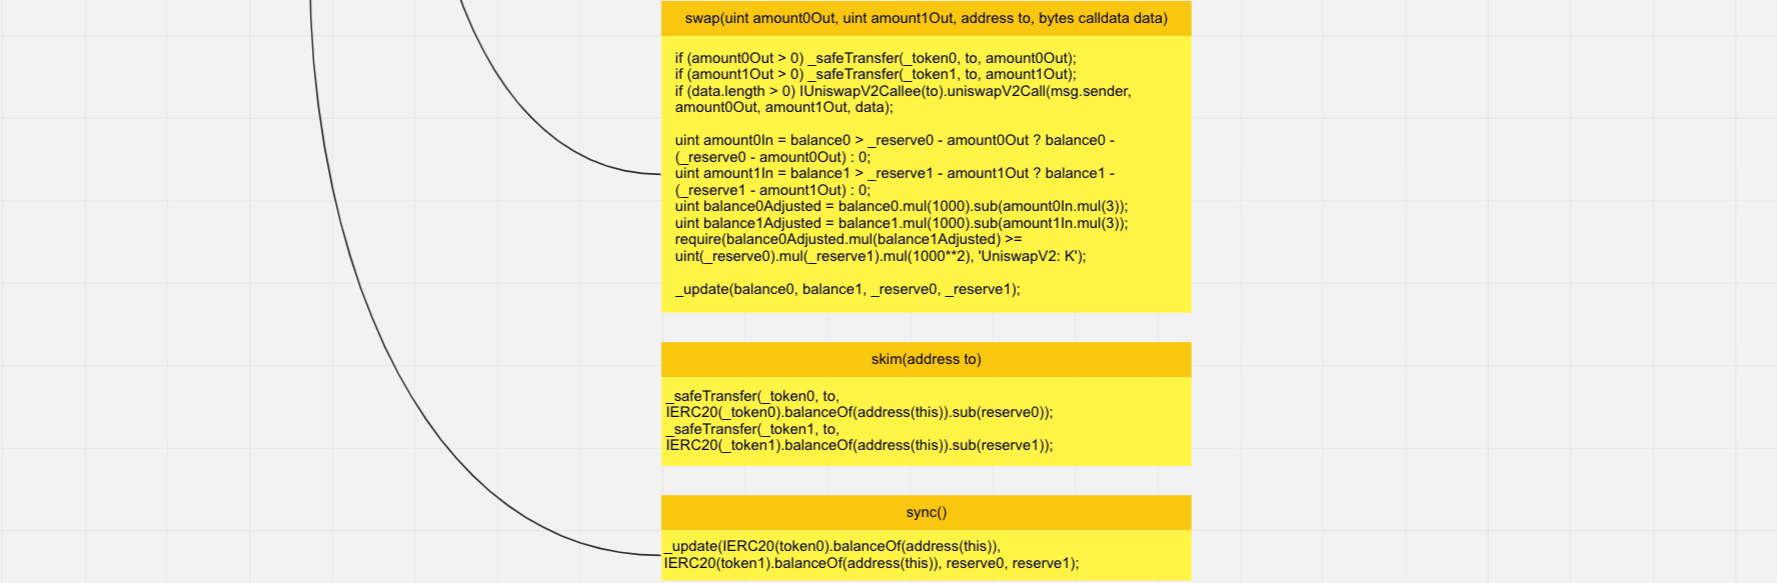 swap(uint amount0Out, uint amount1Out, address to, bytes calldata data)
if (amount0Out > 0) _safeTransfer(_token0, to, amount0Out);
if (amount1Out > 0) _safeTransfer(_token1, to, amount1Out);
if (data.length > 0) IUniswapV2Callee(to).uniswapV2Call(msg.sender,
amount0Out, amount1Out, data);
uint amount0In = balance0 > _reserve0 - amount0Out ? balance0 -
(_reserve0 - amount0Out) : 0;
uint amount1In = balance1 > _reserve1 - amount1Out ? balance1 -
(_reserve1 - amount1Out) : 0;
uint balance0Adjusted = balance0.mul(1000).sub(amount0In.mul(3));
uint balance1Adjusted = balance1.mul(1000).sub(amount1In.mul(3));
require(balance0Adjusted.mul(balance1Adjusted) >=
uint(_reserve0).mul(_reserve1).mul(1000**2), 'UniswapV2: K');
_update(balance0, balance1, _reserve0, _reserve1);
skim(address to)
_safeTransfer(_token0, to,
IERC20(_token0).balanceOf(address(this)).sub(reserve0));
_safeTransfer(_token1, to,
IERC20(_token1).balanceOf(address(this)).sub(reserve1));
sync()
_update(IERC20(token0).balanceOf(address(this)),
IERC20(token1).balanceOf(address(this)), reserve0, reserve1);